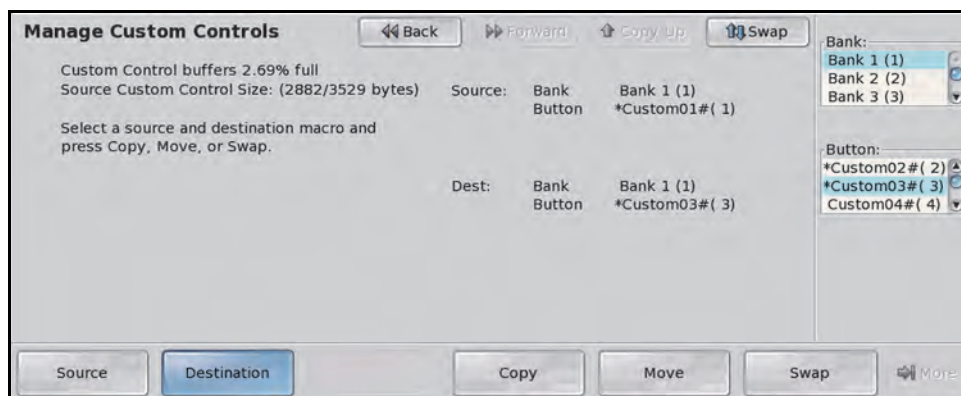 Manage Custom Controls
Back
Forward
Copy Up
Swap
Custom Control buffers 2.69% full
Source Custom Control Size: (2882/3529 bytes)
Select a source and destination macro and
press Copy, Move, or Swap.
Source: Bank Bank 1 (1)
Button *Custom01#( 1)
Dest: Bank Bank 1 (1)
Button *Custom03#( 3)
Bank:
Bank 1 (1)
Bank 2 (2)
Bank 3 (3)
Button:
*Custom02#( 2)
*Custom03#( 3)
Custom04#( 4)
Source
Destination
Copy
Move
Swap
More